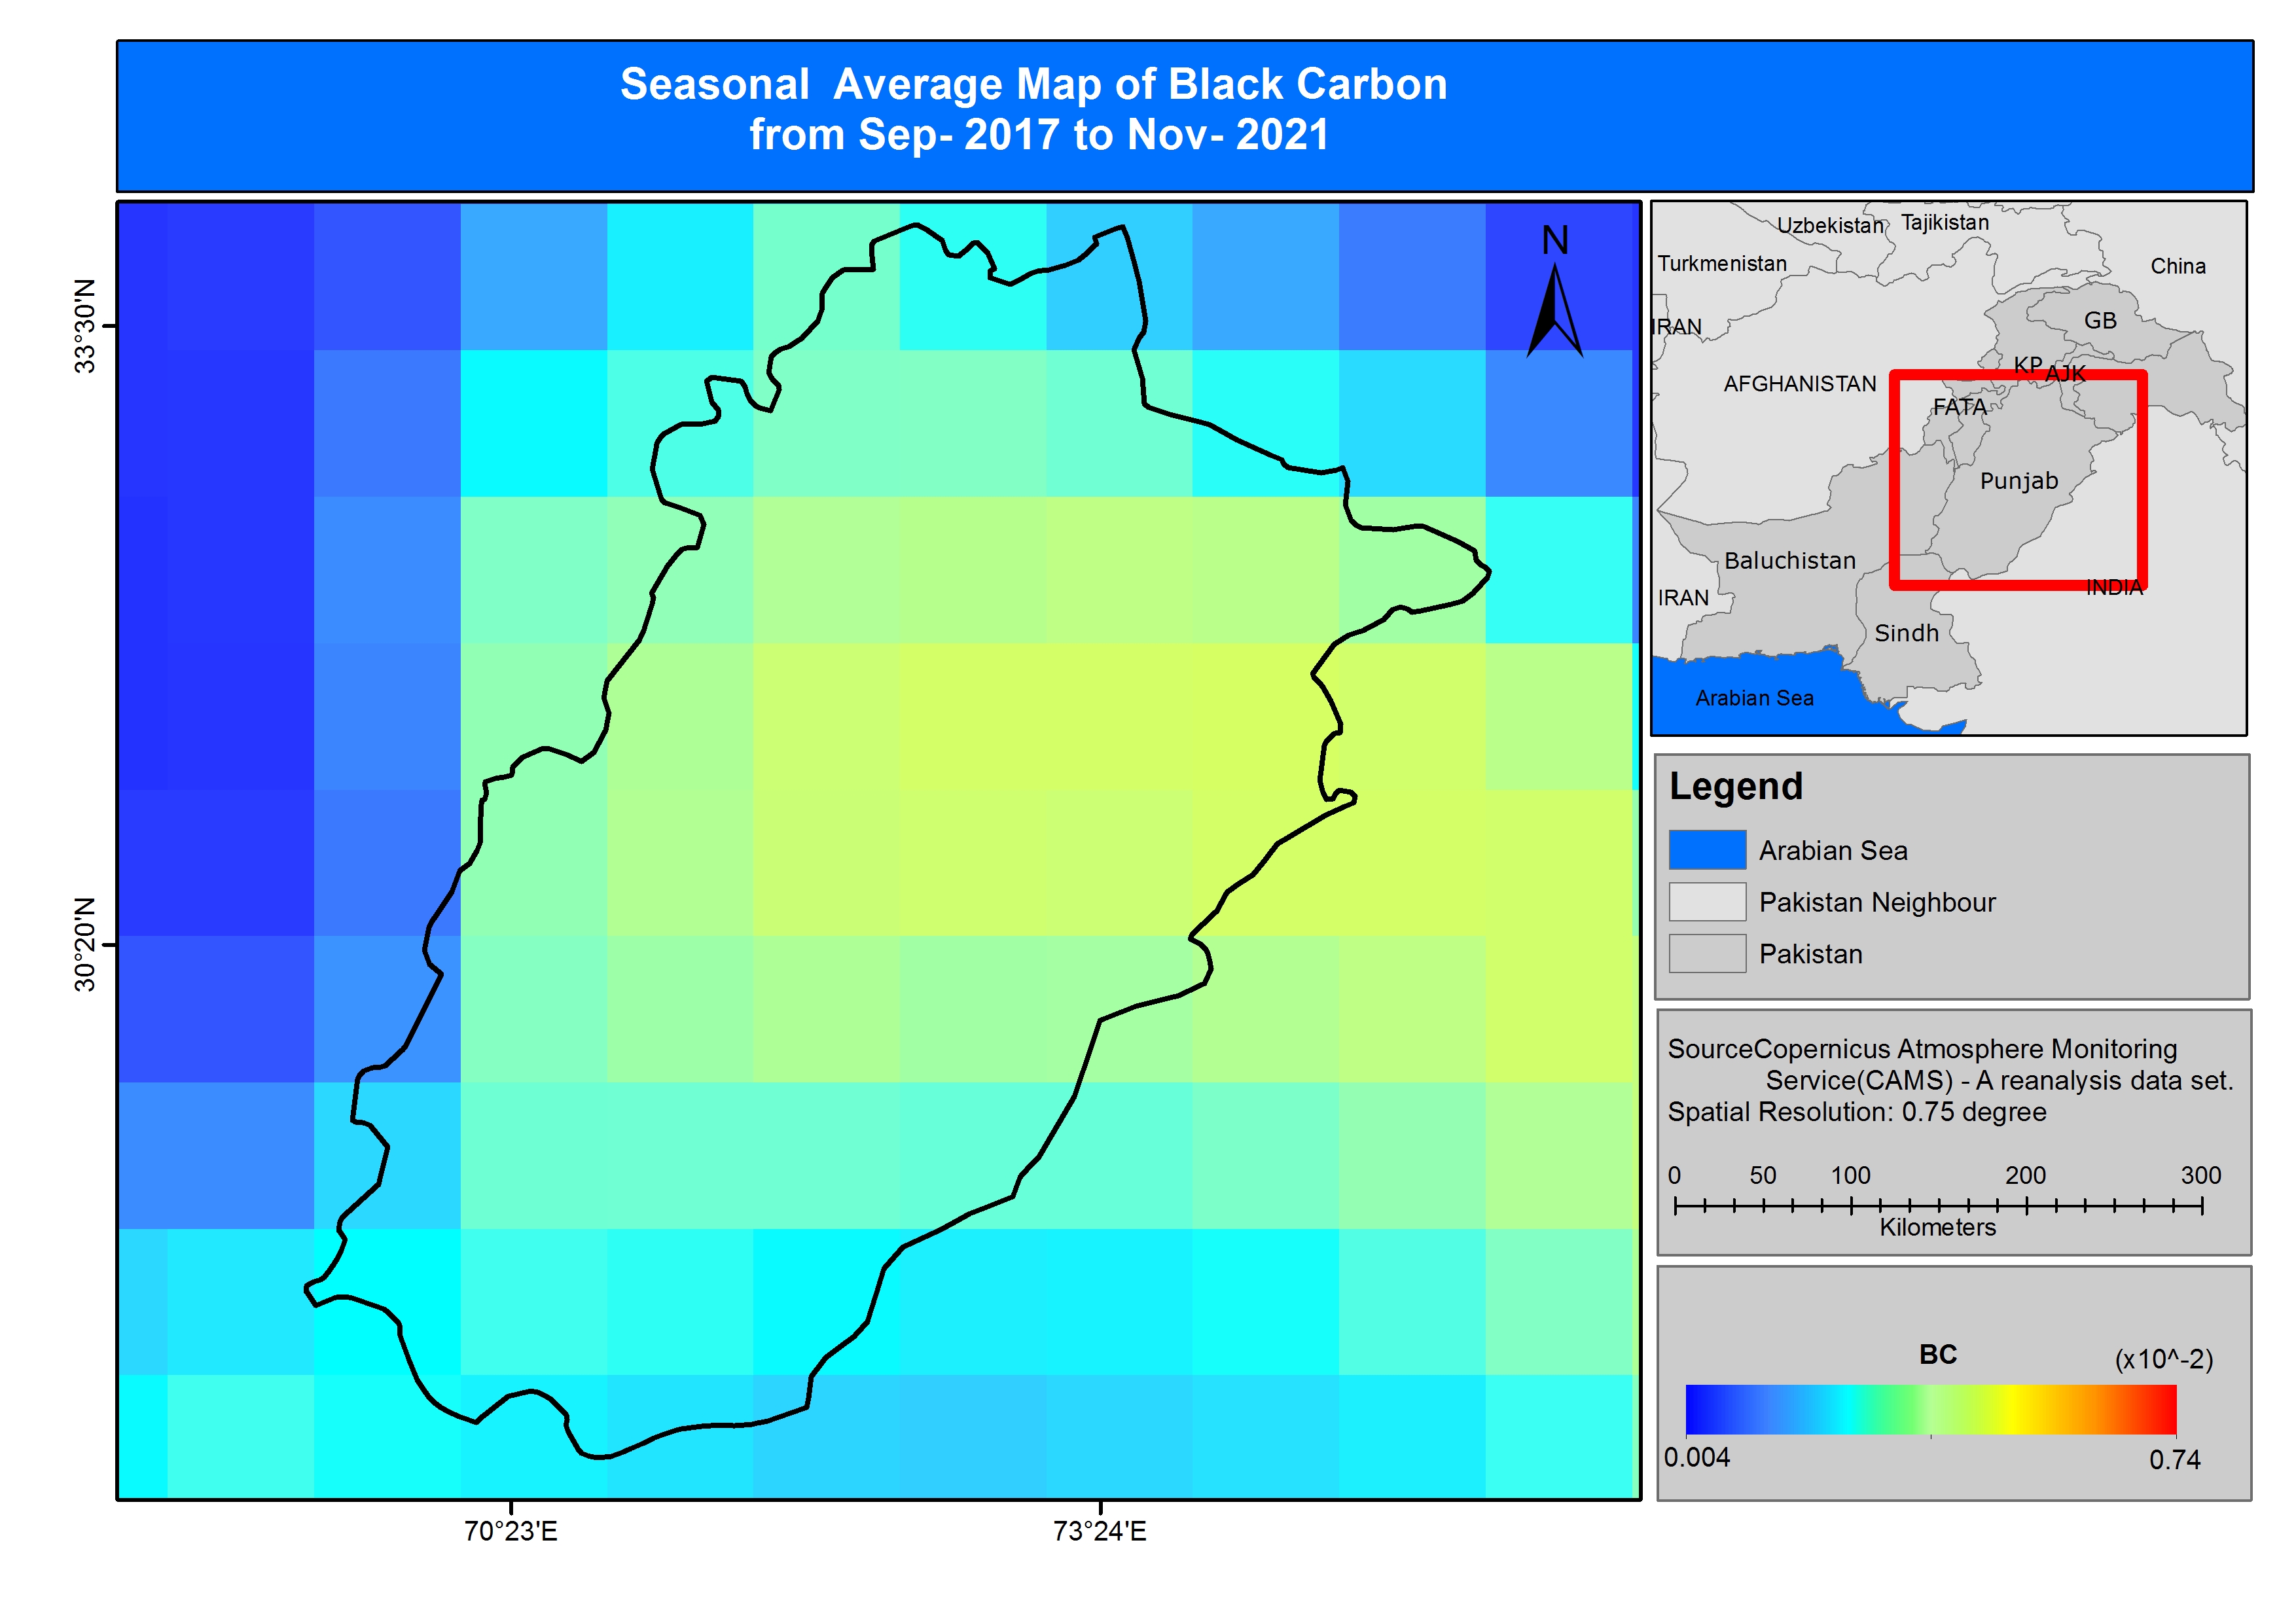 Seasonal  Average Map of Black Carbon
from Sep- 2017 to Nov- 2021
N
33°30'N
30°20'N
70°23'E
73°24'E
Uzbekistan
Tajikistan
Turkmenistan
China
IRAN
GB
KP
AJK
AFGHANISTAN
FATA
Punjab
Baluchistan
INDIA
IRAN
Sindh
Arabian Sea
Legend
Arabian Sea
Pakistan Neighbour
Pakistan
SourceCopernicus Atmosphere Monitoring
Service(CAMS) - A reanalysis data set.
Spatial Resolution: 0.75 degree
0 50 100 200 300
Kilometers
BC
(x10^-2)
0.004
0.74